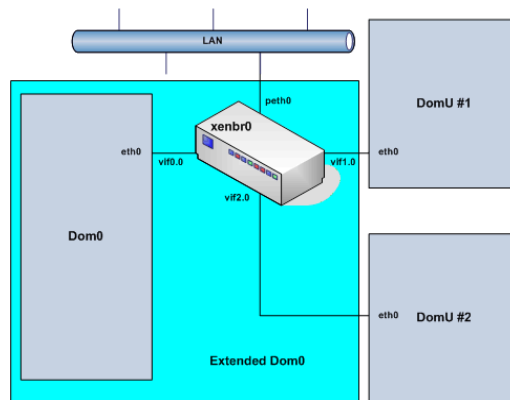 LAN
peth0
DomU #1
xenbr0
eth0
vif0.0
vif1.0
eth0
vif2.0
Dom0
eth0
DomU #2
Extended Dom0